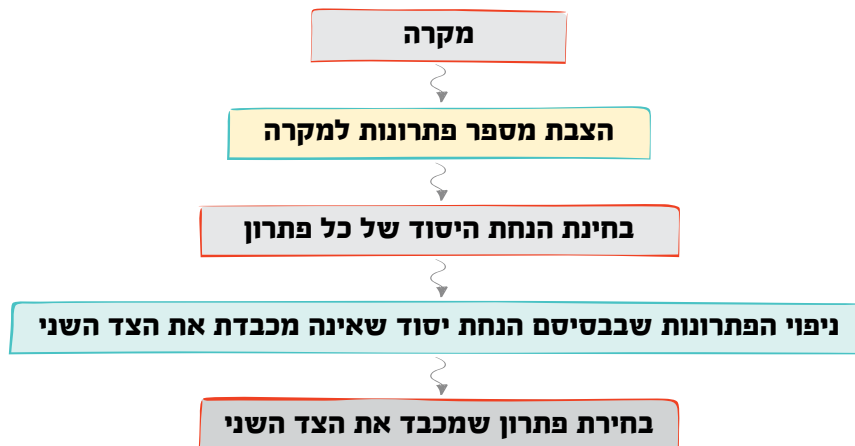 מקרה
הצבת מספר פתרונות למקרה
בחינת הנחת היסוד של כל פתרון
ניפוי הפתרונות שבבסיסם הנחת יסוד שאינה מכבדת את הצד השני
בחירת פתרון שמכבד את הצד השני